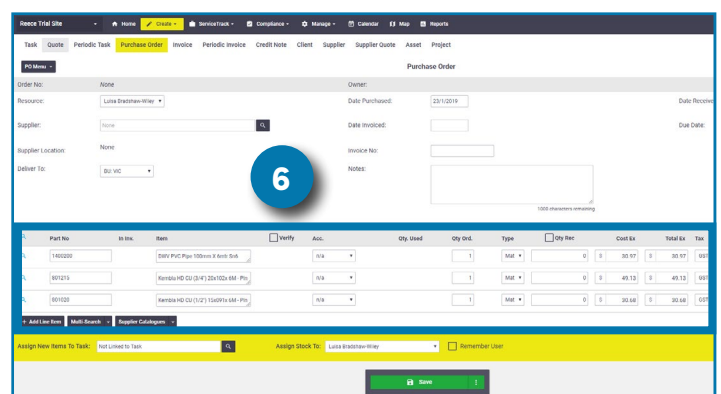 Reece Trial Site Home Create ServiceTrack Compliance Manage Calendar Map Reports
Task Quote Periodic Task Purchase Order Invoice Periodic Invoice Credit Note Client Supplier Supplier Quote Asset Project
PO Menu Purchase Order
Order No: None Owner:
Resource: Luisa Bradshaw-Wiley Date Purchased: 23/1/2019 Date Receive
Supplier: None Date Invoiced: Due Date:
Supplier Location: None Invoice No:
Deliver To: BU: VIC Notes:
6
1000 characters remaining
Part No In Inv. Item Verify Acc. Qty. Used Qty Ord. Type Qty Rec Cost Ex Total Ex Tax
1400200 DWV PVC Pipe 100mm X 6mtr Sn6 n/a 1 Mat 0 $ 30.97 $ 30.97 GST
801215 Kembla HD CU (3/4") 20x102x 6M - Pln n/a 1 Mat 0 $ 49.13 $ 49.13 GST
801020 Kembla HD CU (1/2") 15x091x 6M - Pln n/a 1 Mat 0 $ 30.68 $ 30.68 GST
+ Add Line Item Multi-Search Supplier Catalogues
Assign New Items To Task: Not Linked to Task Assign Stock To: Luisa Bradshaw-Wiley Remember User
Save